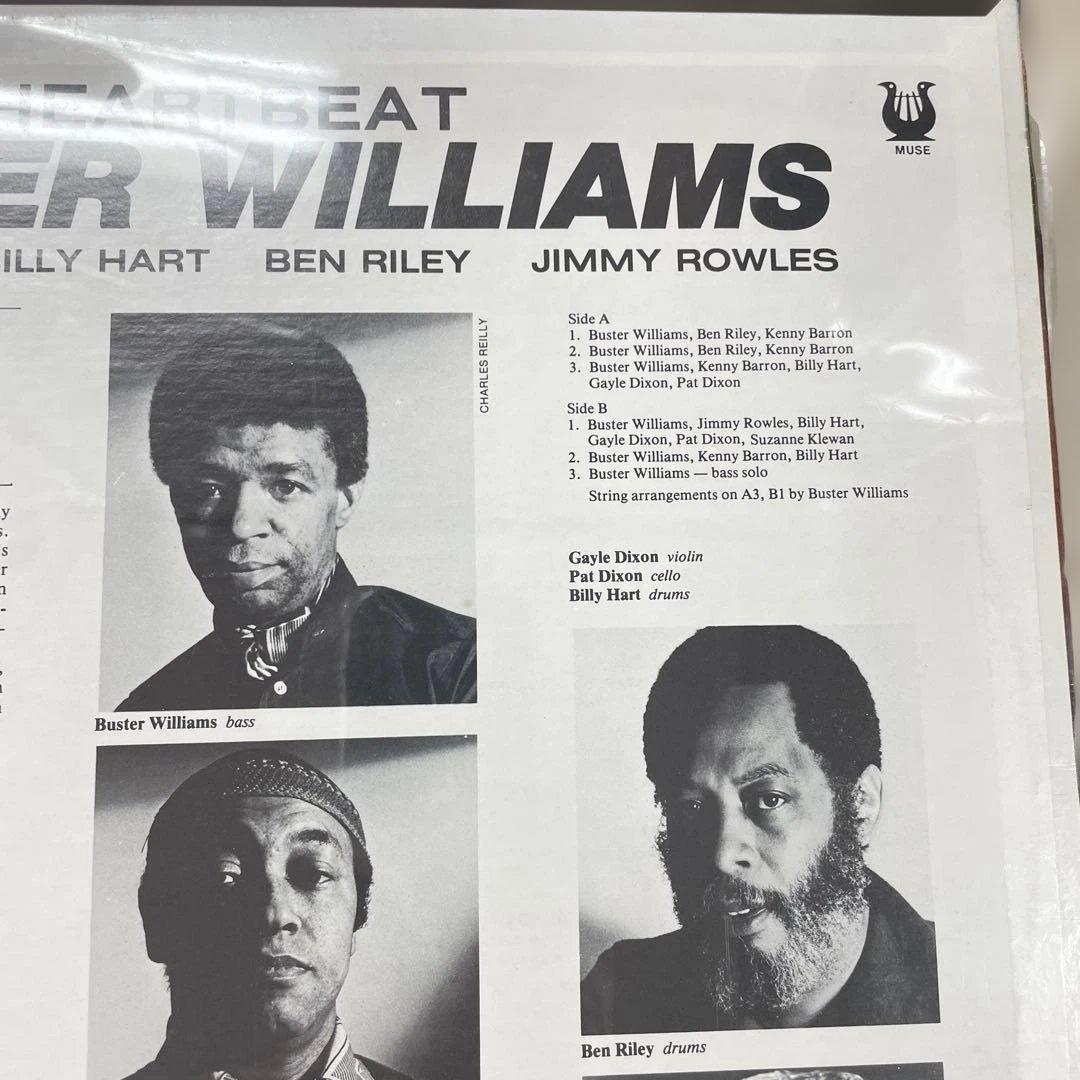 HEARTBEAT
MUSE
ER WILLIAMS
ILLY HART BEN RILEY JIMMY ROWLES
CHARLES REILLY
Side A
1. Buster Williams, Ben Riley, Kenny Barron
2. Buster Williams, Ben Riley, Kenny Barron
3. Buster Williams, Kenny Barron, Billy Hart,
Gayle Dixon, Pat Dixon
Side B
1. Buster Williams, Jimmy Rowles, Billy Hart,
Gayle Dixon, Pat Dixon, Suzanne Klewan
2. Buster Williams, Kenny Barron, Billy Hart
3. Buster Williams — bass solo
String arrangements on A3, B1 by Buster Williams
Gayle Dixon violin
Pat Dixon cello
Billy Hart drums
Buster Williams bass
Ben Riley drums